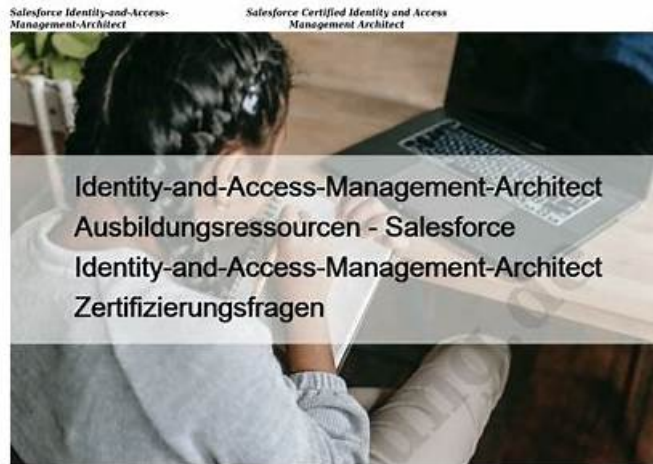 Salesforce Identity-and-Access-
Management-Architect
Salesforce Certified Identity and Access
Management Architect
Identity-and-Access-Management-Architect
Ausbildungsressourcen - Salesforce
Identity-and-Access-Management-Architect
Zertifizierungsfragen